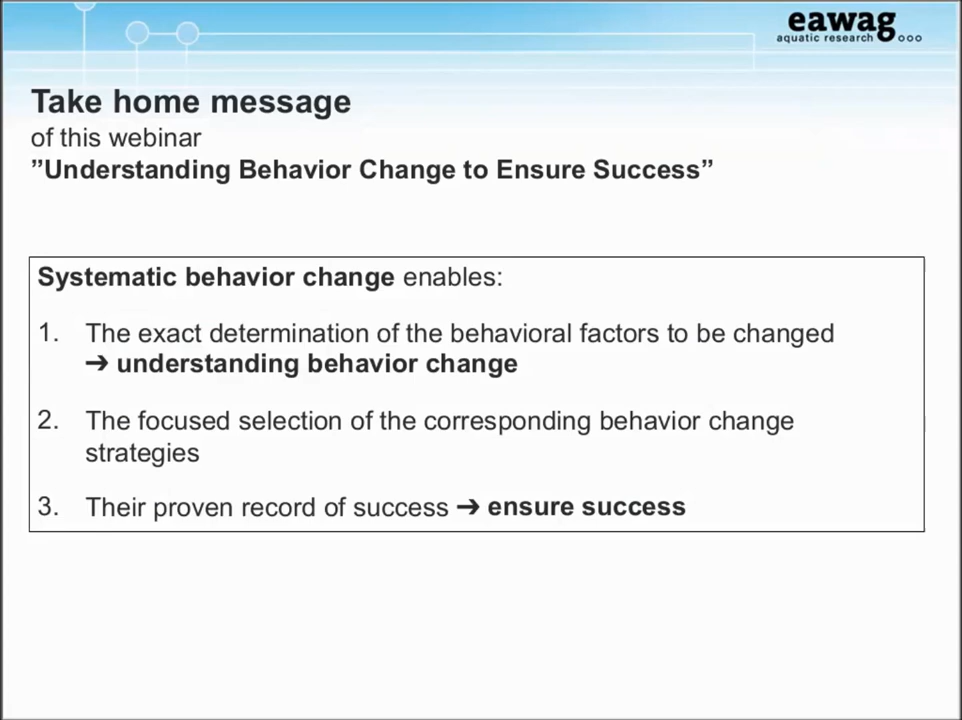 eawag
aquatic research ooo
Take home message
of this webinar
”Understanding Behavior Change to Ensure Success”
Systematic behavior change enables:
1. The exact determination of the behavioral factors to be changed
➔ understanding behavior change
2. The focused selection of the corresponding behavior change
strategies
3. Their proven record of success ➔ ensure success